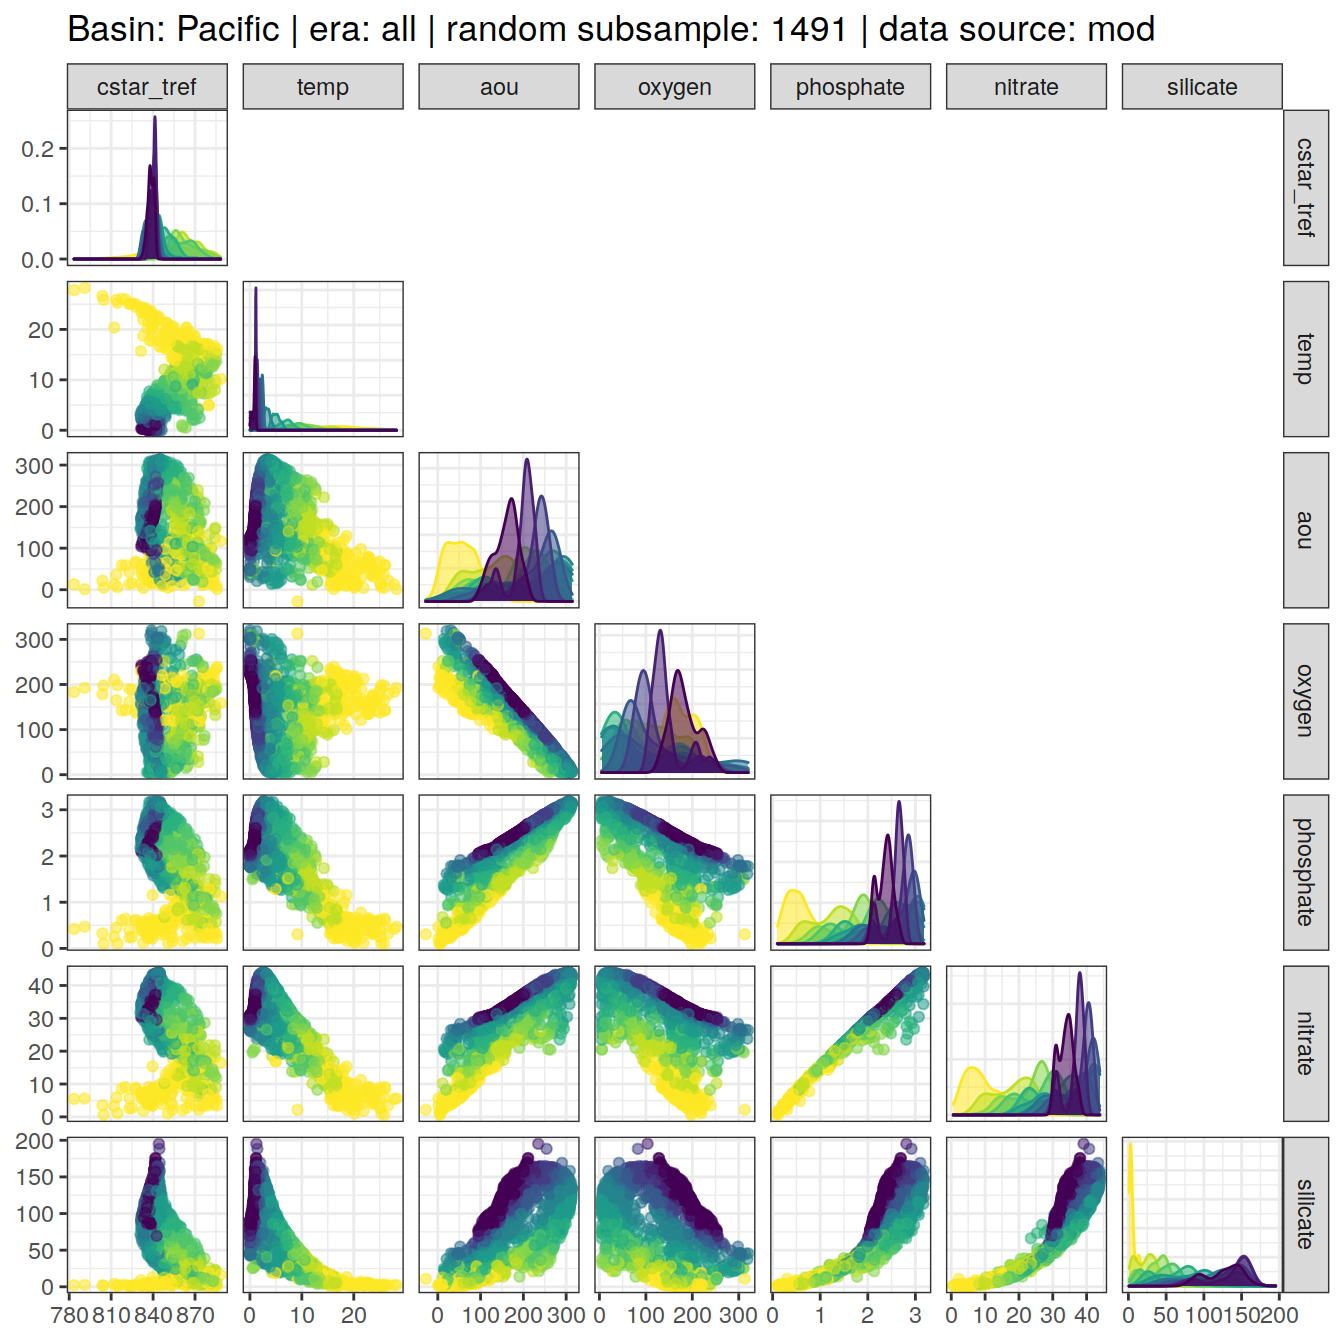 Basin: Pacific | era: all | random subsample: 1491 | data source: mod
cstar_tref temp aou oxygen phosphate nitrate silicate
0.2
0.1
0.0
cstar_tref
20
10
0
temp
300
200
100
0
aou
300
200
100
0
oxygen
3
2
1
0
phosphate
40
30
20
10
0
nitrate
200
150
100
50
0
silicate
780 810 840 870 0 10 20 0 100 200 300 0 100 200 300 0 1 2 3 0 10 20 30 40 0 50 100 150 200